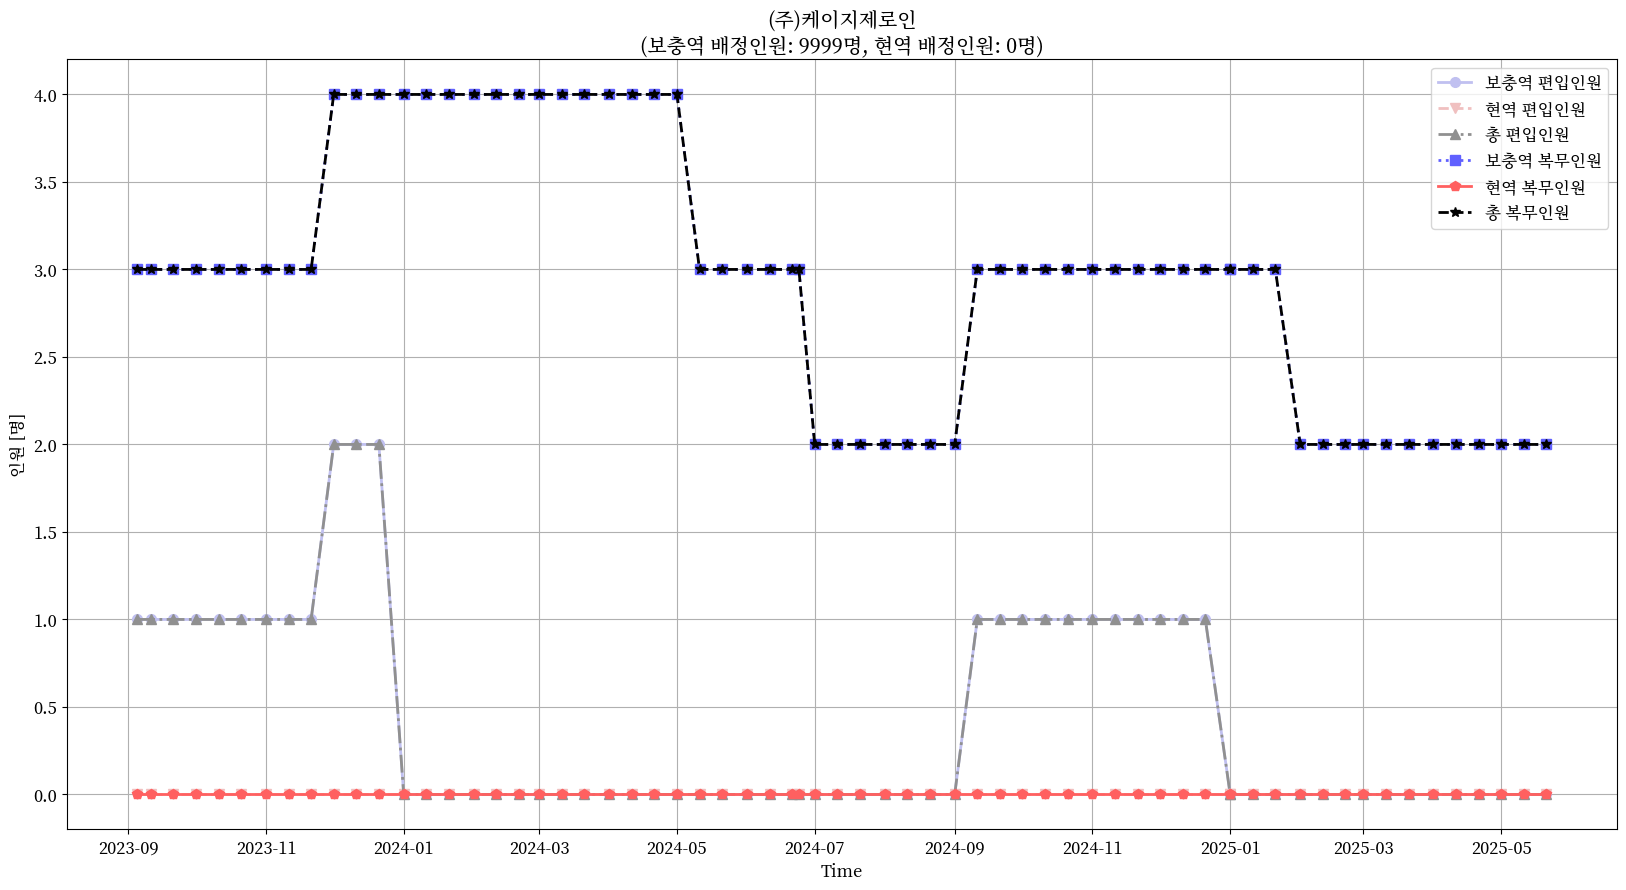 (주)케이지제로인
(보충역 배정인원: 9999명, 현역 배정인원: 0명)
보충역 편입인원
현역 편입인원
총 편입인원
보충역 복무인원
현역 복무인원
총 복무인원
인원 [명]
4.0
3.5
3.0
2.5
2.0
1.5
1.0
0.5
0.0
2023-09 2023-11 2024-01 2024-03 2024-05 2024-07 2024-09 2024-11 2025-01 2025-03 2025-05
Time